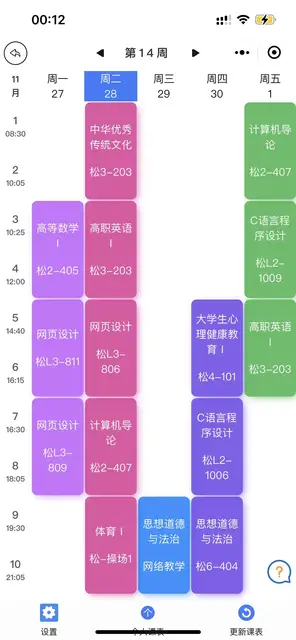 00:12
第14周
11 周一 周二 周三 周四 周五
月 27 28 29 30 1
1
08:30
2
10:05
3
10:25
4
12:00
5
14:40
6
16:15
7
16:30
8
18:05
9
19:30
10
21:05
高等数学
I
松2-405
网页设计
松L3-811
网页设计
松L3-
809
中华优秀
传统文化
松3-203
高职英语
I
松3-203
网页设计
松L3-
806
计算机导
论
松2-407
体育 I
松-操场1
思想道德
与法治
网络教学
大学生心
理健康教
育 I
松4-101
C语言程
序设计
松L2-
1006
思想道德
与法治
松6-404
计算机导
论
松2-407
C语言程
序设计
松L2-
1009
高职英语
I
松3-203
?
设置
个人课表
更新课表